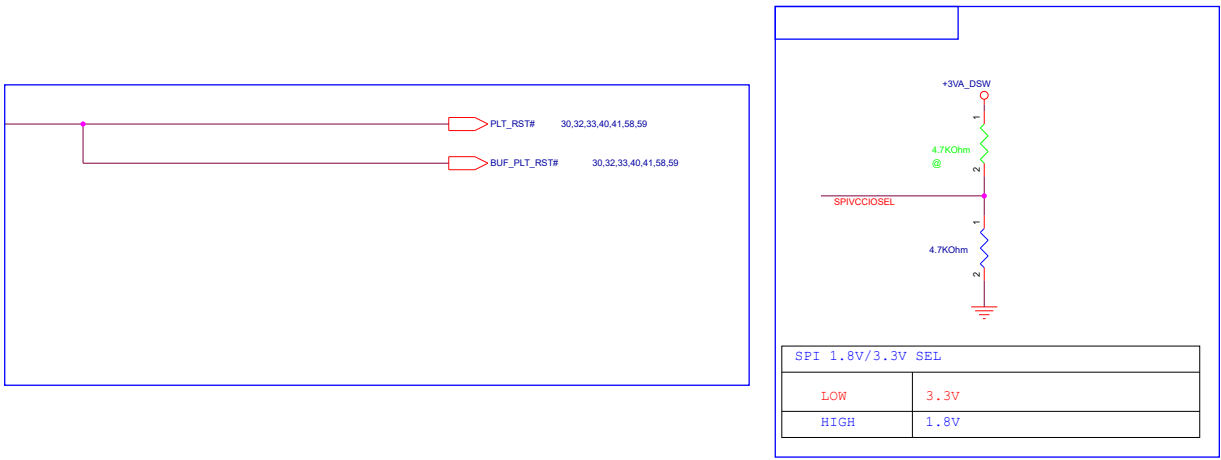 PLT_RST# 30,32,33,40,41,58,59
BUF_PLT_RST# 30,32,33,40,41,58,59
+3VA_DSW
1
4.7KOhm
@
2
SPIVCCIOSEL
1
4.7KOhm
2
SPI 1.8V/3.3V SEL
LOW 3.3V
HIGH 1.8V